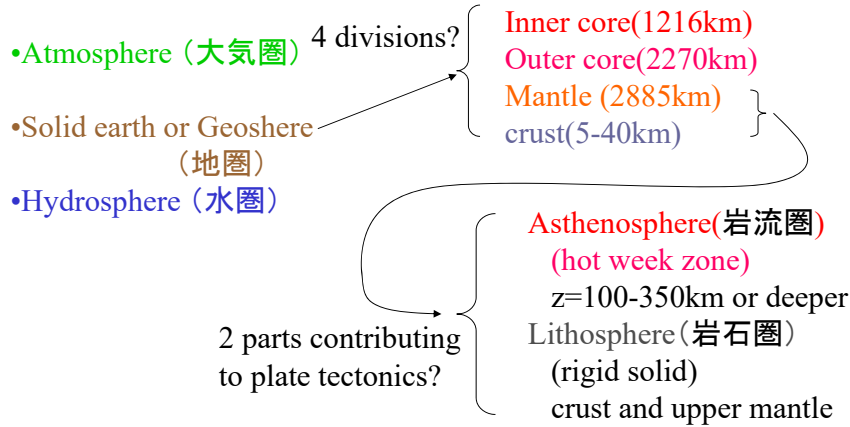 •Atmosphere（大気圏）
•Solid earth or Geoshere
（地圏）
•Hydrosphere（水圏）
4 divisions?
Inner core(1216km)
Outer core(2270km)
Mantle (2885km)
crust(5-40km)
2 parts contributing
to plate tectonics?
Asthenosphere(岩流圏)
(hot week zone)
z=100-350km or deeper
Lithosphere（岩石圏）
(rigid solid)
crust and upper mantle